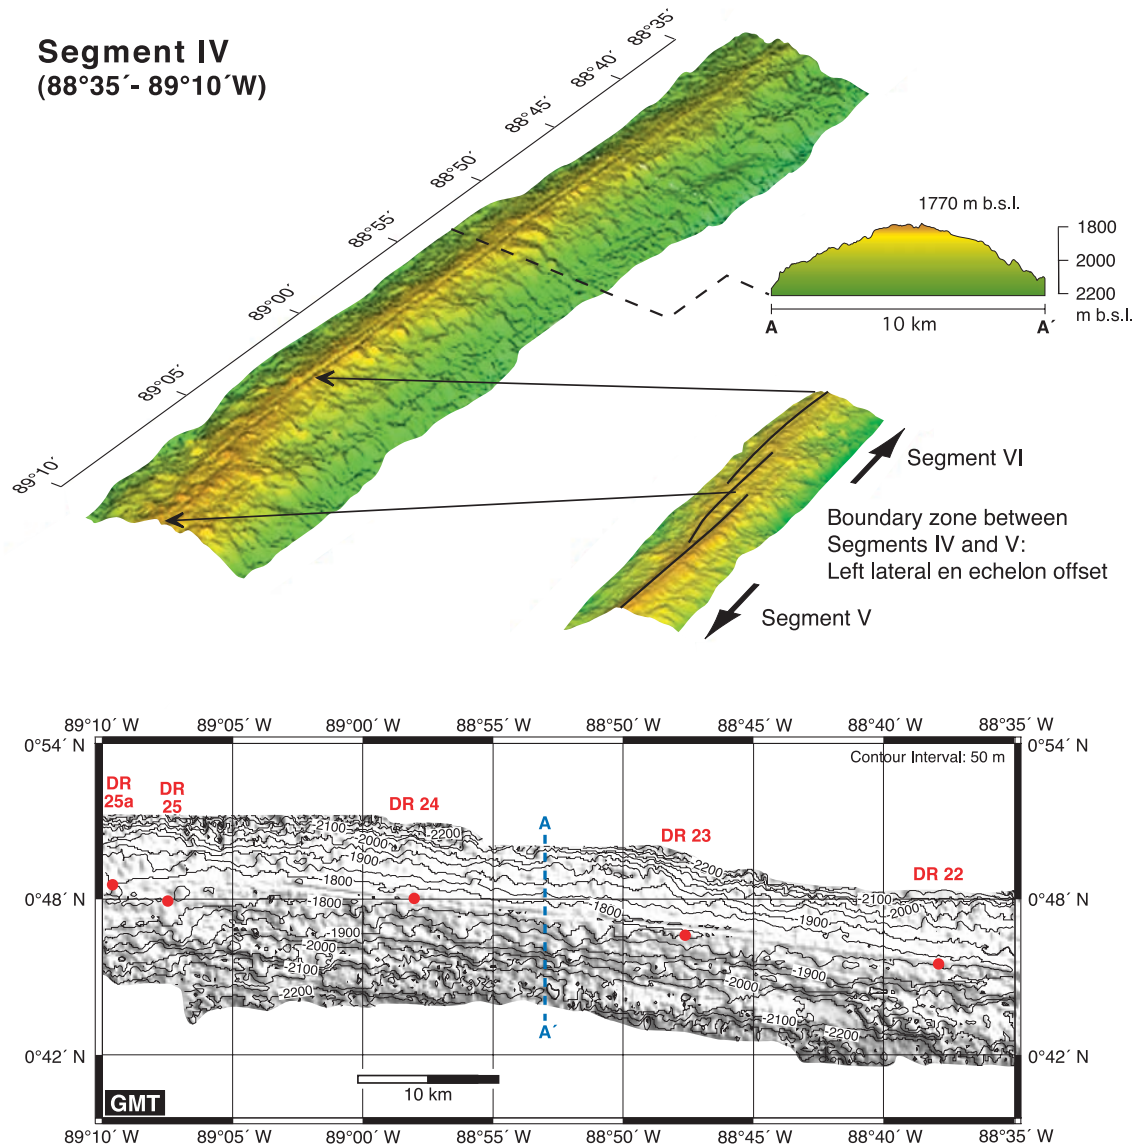 Segment IV
(88°35´- 89°10´W)
88°35´
88°40´
88°45´
88°50´
88°55´
89°00´
89°05´
89°10´
1770 m b.s.l.
1800
2000
2200
m b.s.l.
A
10 km
A´
Segment VI
Boundary zone between
Segments IV and V:
Left lateral en echelon offset
Segment V
89°10´ W
89°05´ W
89°00´ W
88°55´ W
88°50´ W
88°45´ W
88°40´ W
88°35´ W
0°54´ N
0°54´ N
Contour Interval: 50 m
DR
25a
DR
25
DR 24
A
DR 23
DR 22
-2100
-2000
-1900
-2200
-1800
-1800
-1900
-2000
-2100
-2200
-2200
-2100
-2000
-1900
-1800
-1900
-2000
-2100
-2200
0°48´ N
0°48´ N
A´
0°42´ N
0°42´ N
10 km
GMT
89°10´ W
89°05´ W
89°00´ W
88°55´ W
88°50´ W
88°45´ W
88°40´ W
88°35´ W